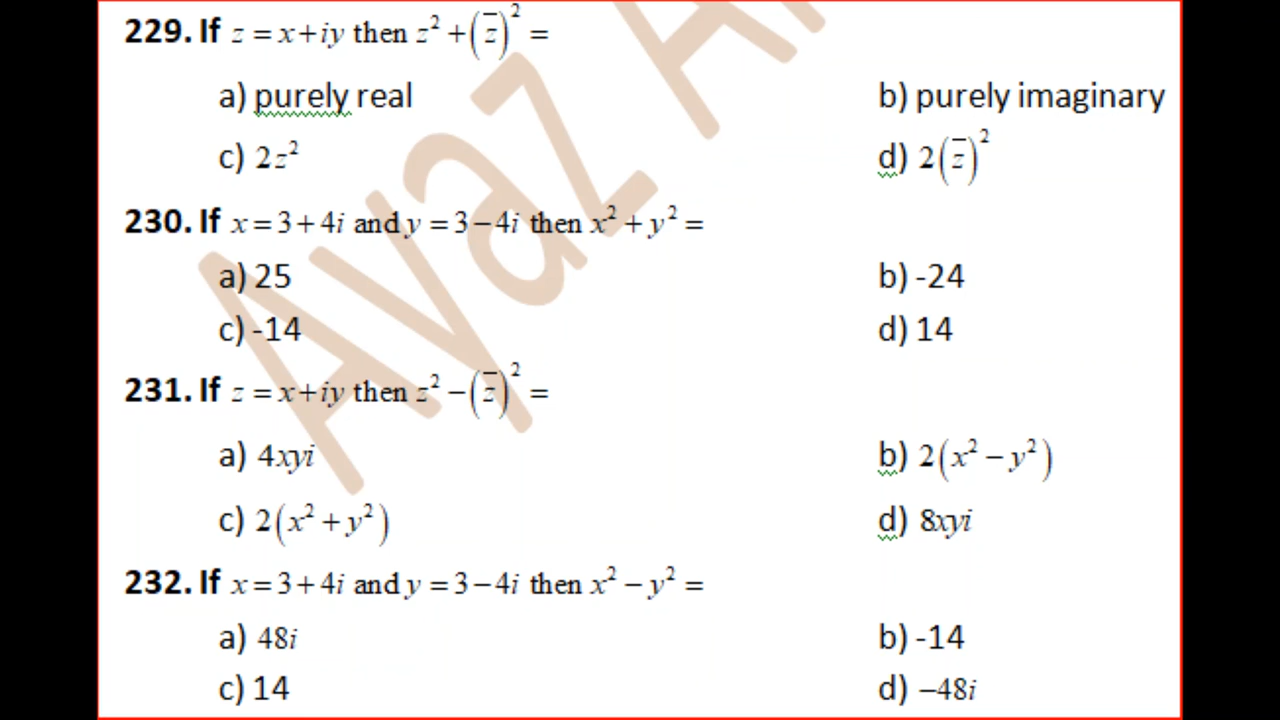 229. If z = x+iy then z² + (z̄)² =
a) purely real b) purely imaginary
c) 2z² d) 2(z̄)²
230. If x = 3+4i and y = 3−4i then x² + y² =
a) 25 b) -24
c) -14 d) 14
231. If z = x+iy then z² − (z̄)² =
a) 4xyi b) 2(x² − y²)
c) 2(x² + y²) d) 8xyi
232. If x = 3+4i and y = 3−4i then x² − y² =
a) 48i b) -14
c) 14 d) −48i
Ayaz